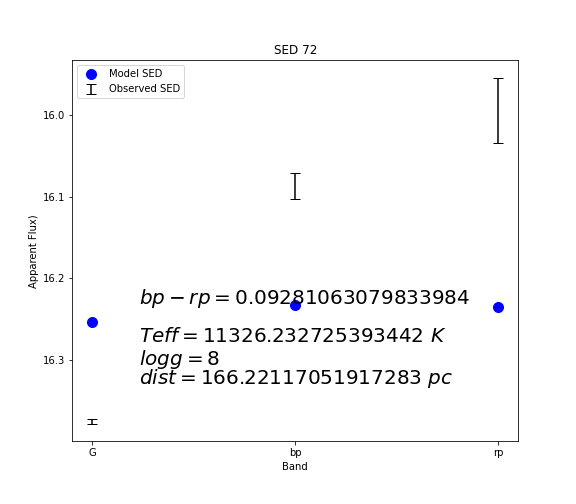 SED 72
Model SED
Observed SED
16.0
16.1
16.2
16.3
Apparent Flux)
bp − rp = 0.09281063079833984
Teff = 11326.232725393442 K
logg = 8
dist = 166.22117051917283 pc
G
bp
rp
Band